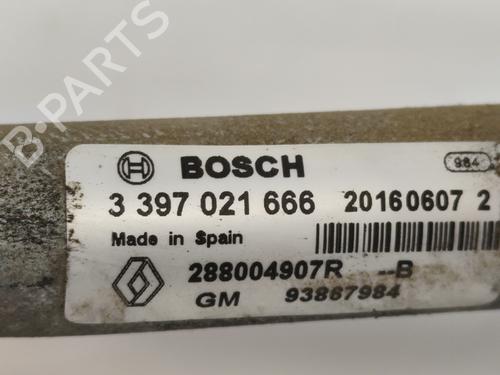 BOSCH
984
3 397 021 666 20160607 2
Made in Spain
288004907R --B
GM 93867984
B-PARTS